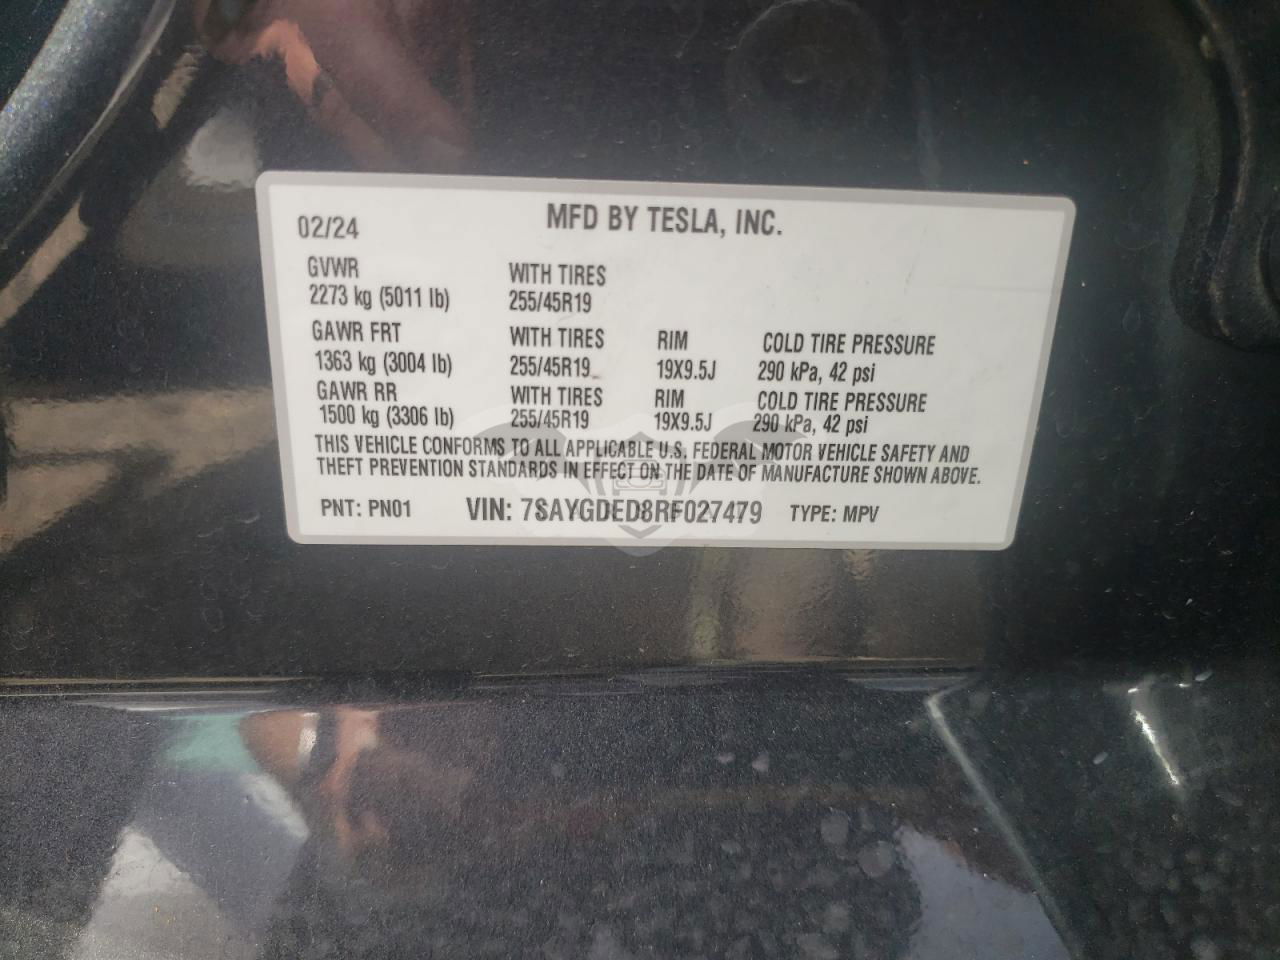 02/24 MFD BY TESLA, INC.
GVWR WITH TIRES
2273 kg (5011 lb) 255/45R19
GAWR FRT WITH TIRES RIM COLD TIRE PRESSURE
1363 kg (3004 lb) 255/45R19 19X9.5J 290 kPa, 42 psi
GAWR RR WITH TIRES RIM COLD TIRE PRESSURE
1500 kg (3306 lb) 255/45R19 19X9.5J 290 kPa, 42 psi
THIS VEHICLE CONFORMS TO ALL APPLICABLE U.S. FEDERAL MOTOR VEHICLE SAFETY AND
THEFT PREVENTION STANDARDS IN EFFECT ON THE DATE OF MANUFACTURE SHOWN ABOVE.
PNT: PN01 VIN: 7SAYGDED8RF027479 TYPE: MPV